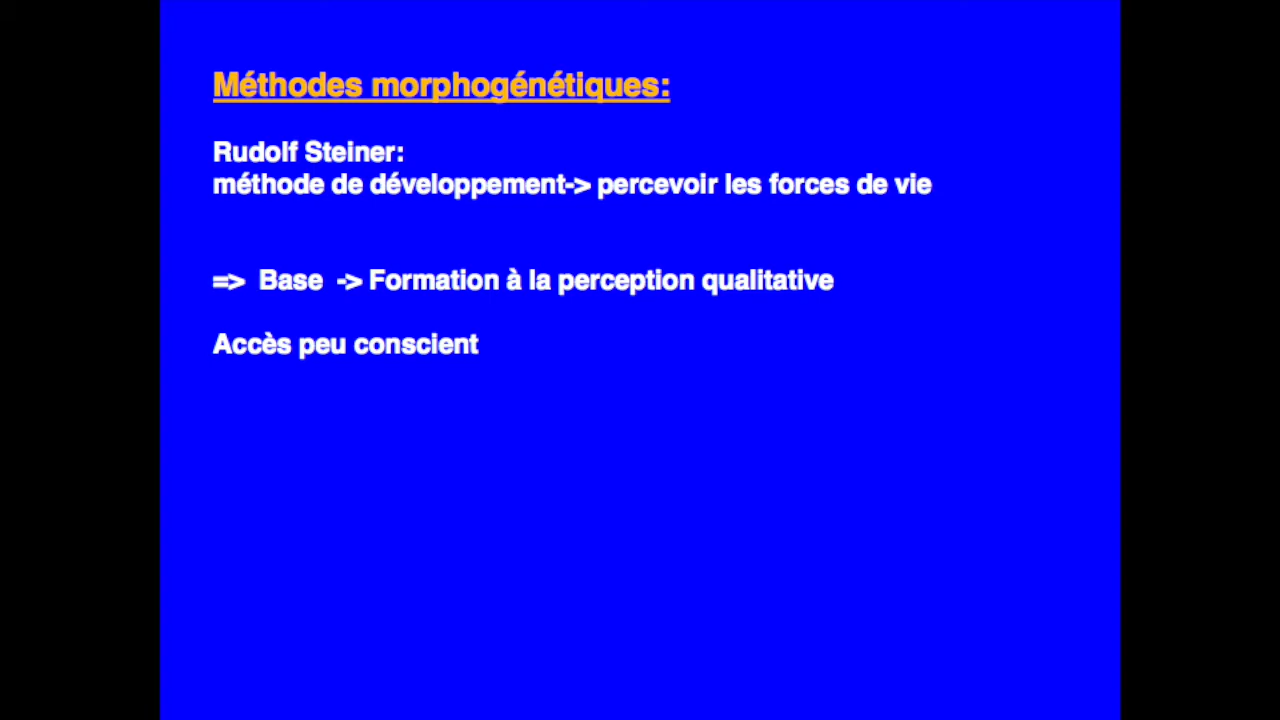 Méthodes morphogénétiques:
Rudolf Steiner:
méthode de développement-> percevoir les forces de vie
=> Base -> Formation à la perception qualitative
Accès peu conscient